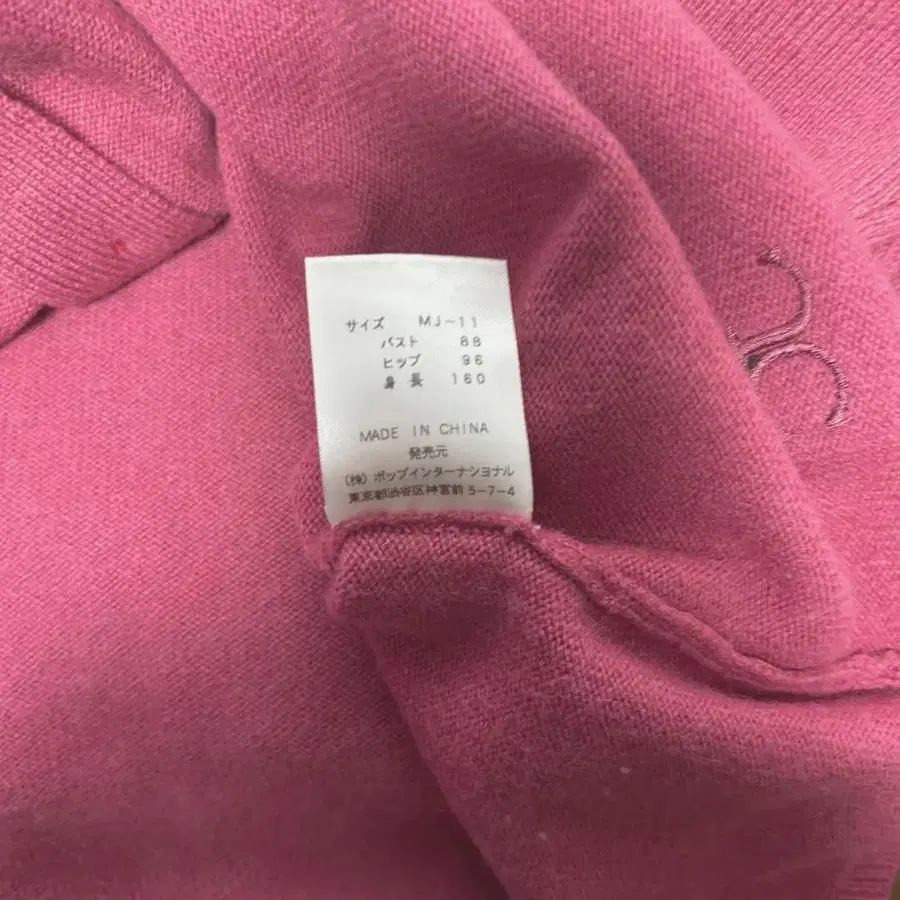 サイズ MJ-11
バスト 88
ヒップ 96
身長 160
MADE IN CHINA
発売元
(株) ポップインターナショナル
東京都渋谷区神宮前 5-7-4